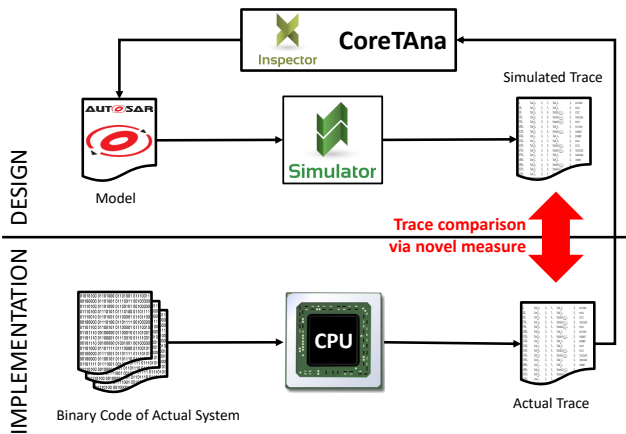 CoreTAna
Inspector
Simulated Trace
AUTOSAR
Simulator
Model
DESIGN
Trace comparison
via novel measure
IMPLEMENTATION
CPU
Binary Code of Actual System
Actual Trace